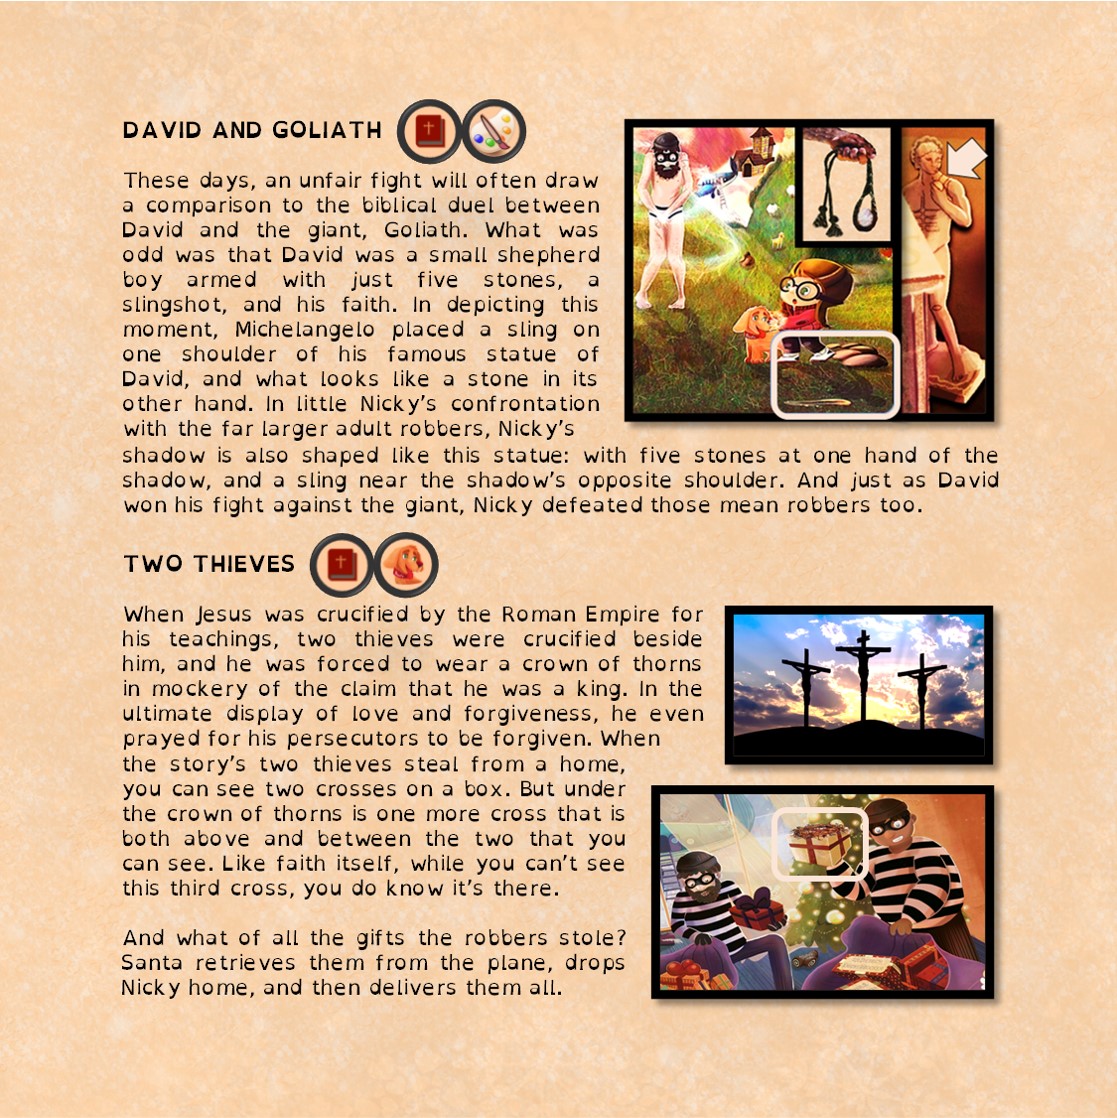 DAVID AND GOLIATH
These days, an unfair fight will often draw
a comparison to the biblical duel between
David and the giant, Goliath. What was
odd was that David was a small shepherd
boy armed with just five stones, a
slingshot, and his faith. In depicting this
moment, Michelangelo placed a sling on
one shoulder of his famous statue of
David, and what looks like a stone in its
other hand. In little Nicky's confrontation
with the far larger adult robbers, Nicky's
shadow is also shaped like this statue: with five stones at one hand of the
shadow, and a sling near the shadow's opposite shoulder. And just as David
won his fight against the giant, Nicky defeated those mean robbers too.
TWO THIEVES
When Jesus was crucified by the Roman Empire for
his teachings, two thieves were crucified beside
him, and he was forced to wear a crown of thorns
in mockery of the claim that he was a king. In the
ultimate display of love and forgiveness, he even
prayed for his persecutors to be forgiven. When
the story's two thieves steal from a home,
you can see two crosses on a box. But under
the crown of thorns is one more cross that is
both above and between the two that you
can see. Like faith itself, while you can't see
this third cross, you do know it's there.
And what of all the gifts the robbers stole?
Santa retrieves them from the plane, drops
Nicky home, and then delivers them all.